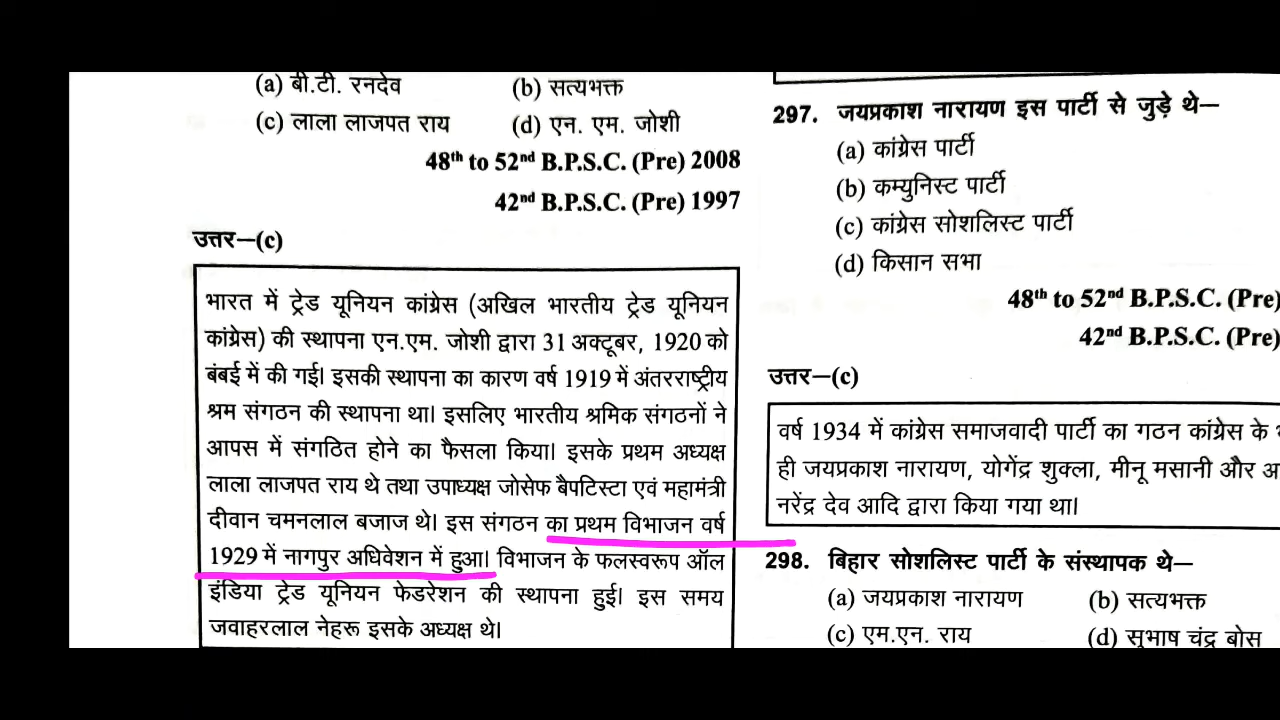 (a) बी.टी. रनदेव (b) सत्यभक्त
(c) लाला लाजपत राय (d) एन. एम. जोशी
48th to 52nd B.P.S.C. (Pre) 2008
42nd B.P.S.C. (Pre) 1997
उत्तर—(c)
भारत में ट्रेड यूनियन कांग्रेस (अखिल भारतीय ट्रेड यूनियन
कांग्रेस) की स्थापना एन.एम. जोशी द्वारा 31 अक्टूबर, 1920 को
बंबई में की गई। इसकी स्थापना का कारण वर्ष 1919 में अंतरराष्ट्रीय
श्रम संगठन की स्थापना था। इसलिए भारतीय श्रमिक संगठनों ने
आपस में संगठित होने का फैसला किया। इसके प्रथम अध्यक्ष
लाला लाजपत राय थे तथा उपाध्यक्ष जोसेफ बैपटिस्टा एवं महामंत्री
दीवान चमनलाल बजाज थे। इस संगठन का प्रथम विभाजन वर्ष
1929 में नागपुर अधिवेशन में हुआ। विभाजन के फलस्वरूप ऑल
इंडिया ट्रेड यूनियन फेडरेशन की स्थापना हुई। इस समय
जवाहरलाल नेहरू इसके अध्यक्ष थे।
297. जयप्रकाश नारायण इस पार्टी से जुड़े थे—
(a) कांग्रेस पार्टी
(b) कम्युनिस्ट पार्टी
(c) कांग्रेस सोशलिस्ट पार्टी
(d) किसान सभा
48th to 52nd B.P.S.C. (Pre)
42nd B.P.S.C. (Pre)
उत्तर—(c)
वर्ष 1934 में कांग्रेस समाजवादी पार्टी का गठन कांग्रेस के
ही जयप्रकाश नारायण, योगेंद्र शुक्ला, मीनू मसानी और
नरेंद्र देव आदि द्वारा किया गया था।
298. बिहार सोशलिस्ट पार्टी के संस्थापक थे—
(a) जयप्रकाश नारायण (b) सत्यभक्त
(c) एम.एन. राय (d) सुभाष चंद्र बोस